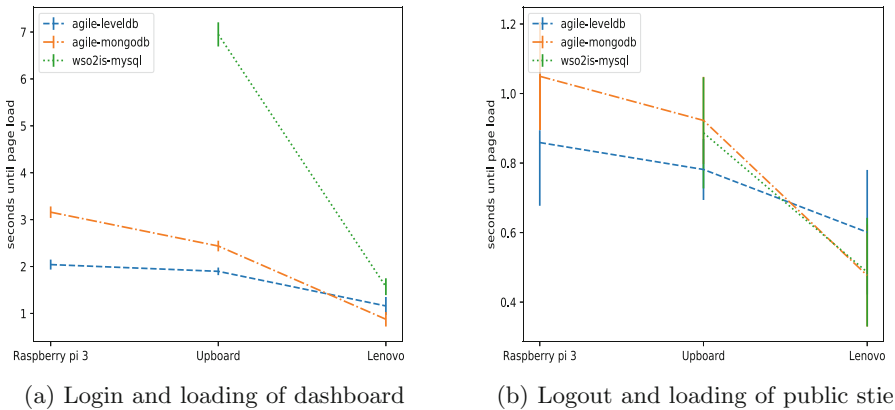 agile-leveldb
agile-mongodb
wso2is-mysql
seconds until page load
7
6
5
4
3
2
1
Raspberry pi 3 Upboard Lenovo
(a) Login and loading of dashboard
agile-leveldb
agile-mongodb
wso2is-mysql
seconds until page load
1.2
1.0
0.8
0.6
0.4
Raspberry pi 3 Upboard Lenovo
(b) Logout and loading of public stie